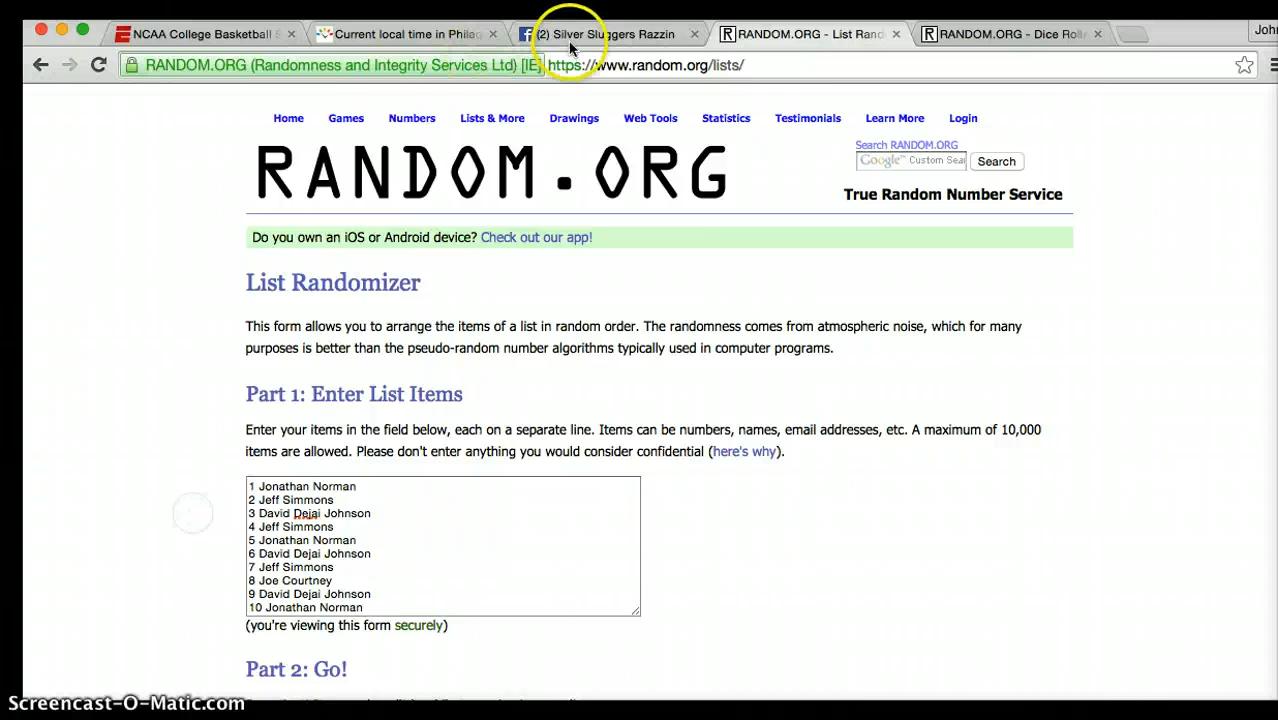 NCAA College Basketball S
Current local time in Philad
(2) Silver Sluggers Razzin
RANDOM.ORG - List Rand
RANDOM.ORG - Dice Rolle
John
RANDOM.ORG (Randomness and Integrity Services Ltd) [IE] https://www.random.org/lists/
Home Games Numbers Lists & More Drawings Web Tools Statistics Testimonials Learn More Login
RANDOM.ORG
Search RANDOM.ORG
Google™ Custom Sear
Search
True Random Number Service
Do you own an iOS or Android device? Check out our app!
List Randomizer
This form allows you to arrange the items of a list in random order. The randomness comes from atmospheric noise, which for many
purposes is better than the pseudo-random number algorithms typically used in computer programs.
Part 1: Enter List Items
Enter your items in the field below, each on a separate line. Items can be numbers, names, email addresses, etc. A maximum of 10,000
items are allowed. Please don't enter anything you would consider confidential (here's why).
1 Jonathan Norman
2 Jeff Simmons
3 David Dejai Johnson
4 Jeff Simmons
5 Jonathan Norman
6 David Dejai Johnson
7 Jeff Simmons
8 Joe Courtney
9 David Dejai Johnson
10 Jonathan Norman
(you're viewing this form securely)
Part 2: Go!
Screencast-O-Matic.com